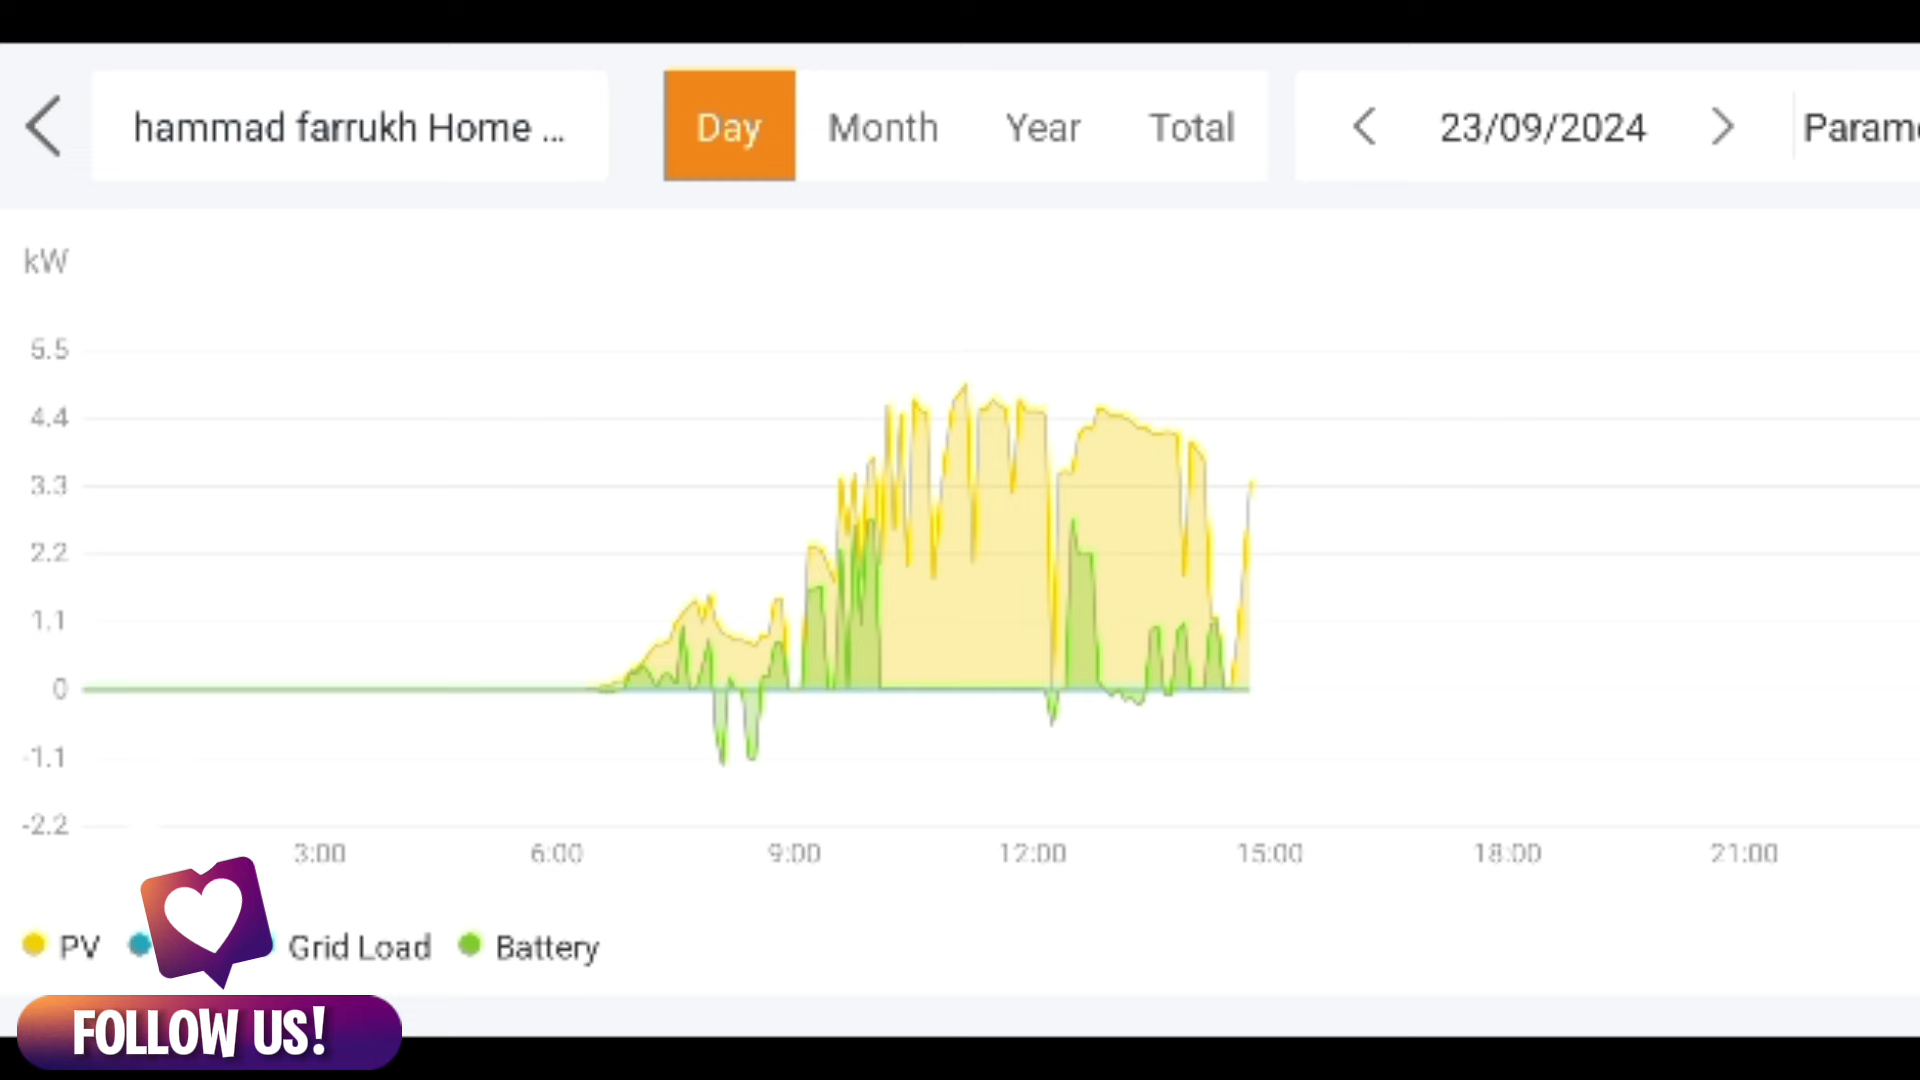 hammad farrukh Home ...
Day Month Year Total
23/09/2024
kW
5.5
4.4
3.3
2.2
1.1
0
-1.1
-2.2
3:00 6:00 9:00 12:00 15:00 18:00 21:00
PV Grid Load Battery
FOLLOW US!